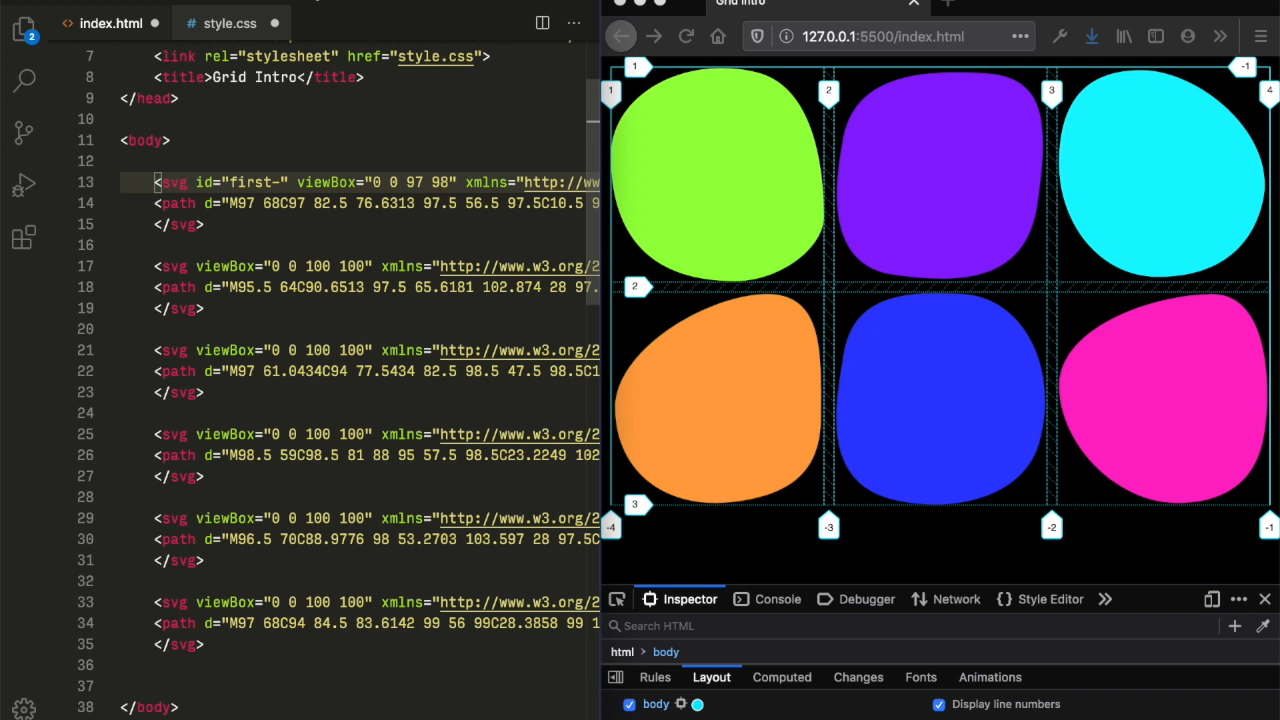 index.html
style.css
2
7 <link rel="stylesheet" href="style.css">
8 <title>Grid Intro</title>
9 </head>
10
11 <body>
12
13 <svg id="first-" viewBox="0 0 97 98" xmlns="http://ww
14 <path d="M97 68C97 82.5 76.6313 97.5 56.5 97.5C10.5 9
15 </svg>
16
17 <svg viewBox="0 0 100 100" xmlns="http://www.w3.org/2
18 <path d="M95.5 64C90.6513 97.5 65.6181 102.874 28 97.
19 </svg>
20
21 <svg viewBox="0 0 100 100" xmlns="http://www.w3.org/2
22 <path d="M97 61.0434C94 77.5434 82.5 98.5 47.5 98.5C1
23 </svg>
24
25 <svg viewBox="0 0 100 100" xmlns="http://www.w3.org/2
26 <path d="M98.5 59C98.5 81 88 95 57.5 98.5C23.2249 102
27 </svg>
28
29 <svg viewBox="0 0 100 100" xmlns="http://www.w3.org/2
30 <path d="M96.5 70C88.9776 98 53.2703 103.597 28 97.5C
31 </svg>
32
33 <svg viewBox="0 0 100 100" xmlns="http://www.w3.org/2
34 <path d="M97 68C94 84.5 83.6142 99 56 99C28.3858 99 1
35 </svg>
36
37
38 </body>
Grid Intro
127.0.0.1:5500/index.html
1 -1
1 2 3 4
2
3
-4 -3 -2 -1
Inspector Console Debugger Network Style Editor
Search HTML
html > body
Rules Layout Computed Changes Fonts Animations
body Display line numbers